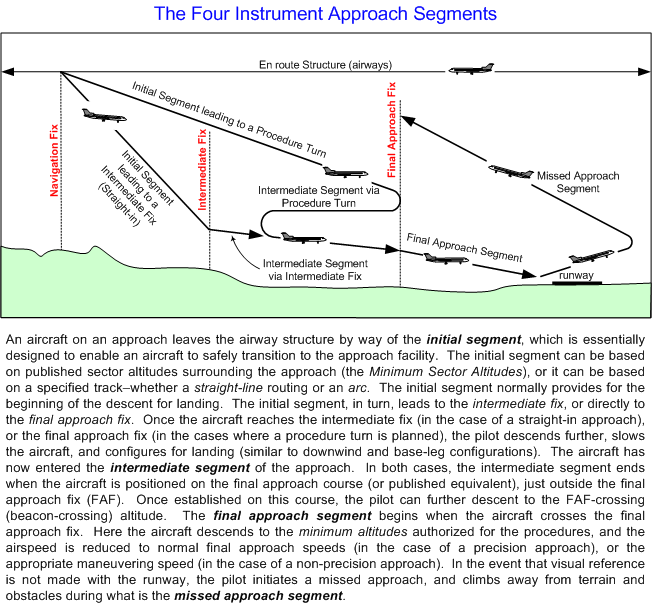 The Four Instrument Approach Segments
En route Structure (airways)
Initial Segment leading to a Procedure Turn
Navigation Fix
Initial Segment
leading to a
Intermediate Fix
(Straight-in)
Intermediate Fix
Final Approach Fix
Missed Approach
Segment
Intermediate Segment via
Procedure Turn
Final Approach Segment
Intermediate Segment
via Intermediate Fix
runway
An aircraft on an approach leaves the airway structure by way of the initial segment, which is essentially
designed to enable an aircraft to safely transition to the approach facility. The initial segment can be based
on published sector altitudes surrounding the approach (the Minimum Sector Altitudes), or it can be based
on a specified track–whether a straight-line routing or an arc. The initial segment normally provides for the
beginning of the descent for landing. The initial segment, in turn, leads to the intermediate fix, or directly to
the final approach fix. Once the aircraft reaches the intermediate fix (in the case of a straight-in approach),
or the final approach fix (in the cases where a procedure turn is planned), the pilot descends further, slows
the aircraft, and configures for landing (similar to downwind and base-leg configurations). The aircraft has
now entered the intermediate segment of the approach. In both cases, the intermediate segment ends
when the aircraft is positioned on the final approach course (or published equivalent), just outside the final
approach fix (FAF). Once established on this course, the pilot can further descent to the FAF-crossing
(beacon-crossing) altitude. The final approach segment begins when the aircraft crosses the final
approach fix. Here the aircraft descends to the minimum altitudes authorized for the procedures, and the
airspeed is reduced to normal final approach speeds (in the case of a precision approach), or the
appropriate maneuvering speed (in the case of a non-precision approach). In the event that visual reference
is not made with the runway, the pilot initiates a missed approach, and climbs away from terrain and
obstacles during what is the missed approach segment.